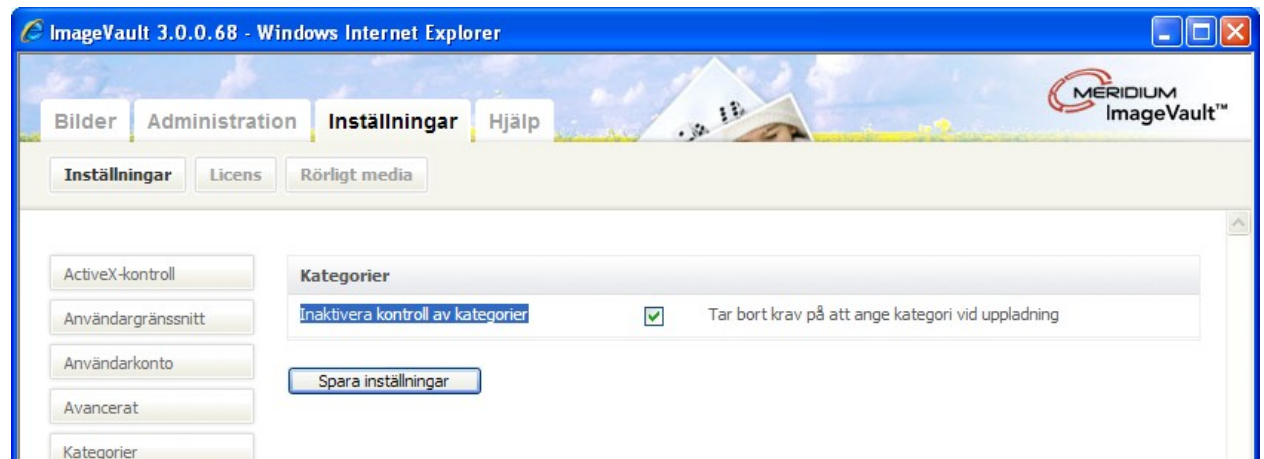 ImageVault 3.0.0.68 - Windows Internet Explorer
MERIDIUM
ImageVault™
Bilder Administration Inställningar Hjälp
Inställningar Licens Rörligt media
ActiveX-kontroll
Kategorier
Användargränssnitt
Inaktivera kontroll av kategorier Tar bort krav på att ange kategori vid uppladning
Användarkonto
Spara inställningar
Avancerat
Kategorier